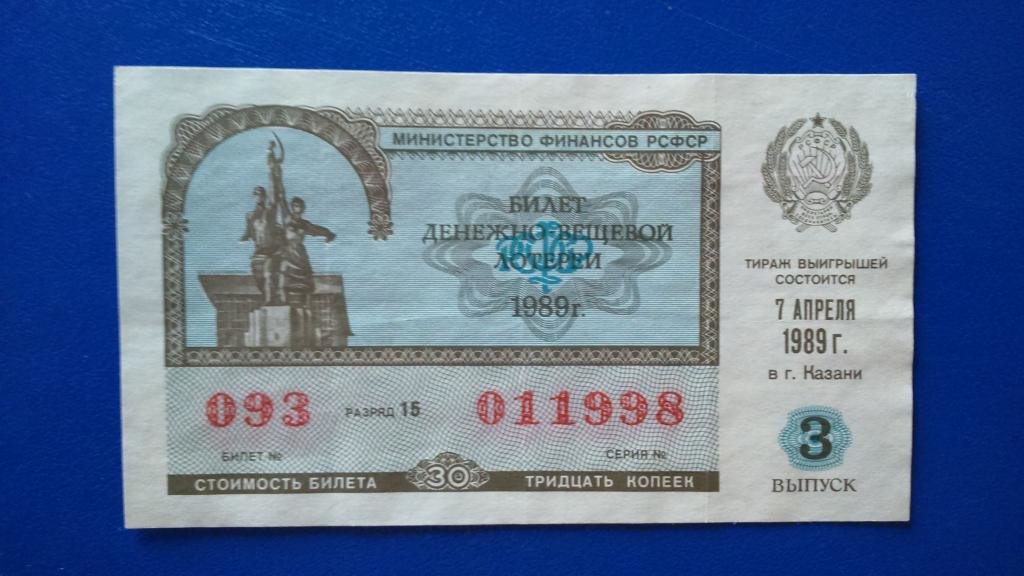 МИНИСТЕРСТВО ФИНАНСОВ РСФСР
БИЛЕТ
ДЕНЕЖНО-ВЕЩЕВОЙ
ЛОТЕРЕИ
1989г.
РСФСР
ТИРАЖ ВЫИГРЫШЕЙ
СОСТОИТСЯ
7 АПРЕЛЯ
1989 г.
в г. Казани
3
ВЫПУСК
093 РАЗРЯД 15 011998
БИЛЕТ № СЕРИЯ №
СТОИМОСТЬ БИЛЕТА 30 ТРИДЦАТЬ КОПЕЕК